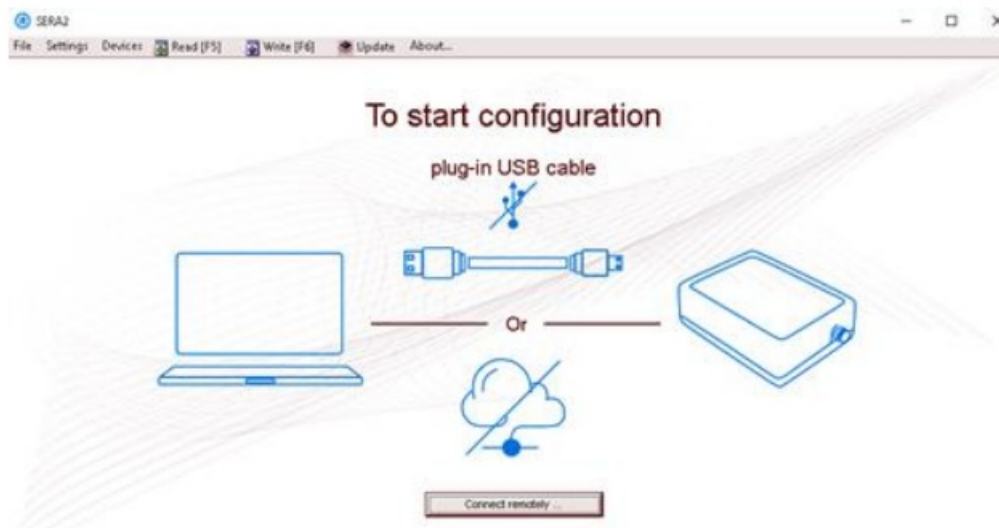 SERA2
File Settings Devices Read [F5] Write [F6] Update About...
To start configuration
plug-in USB cable
Or
Connect remotely ...